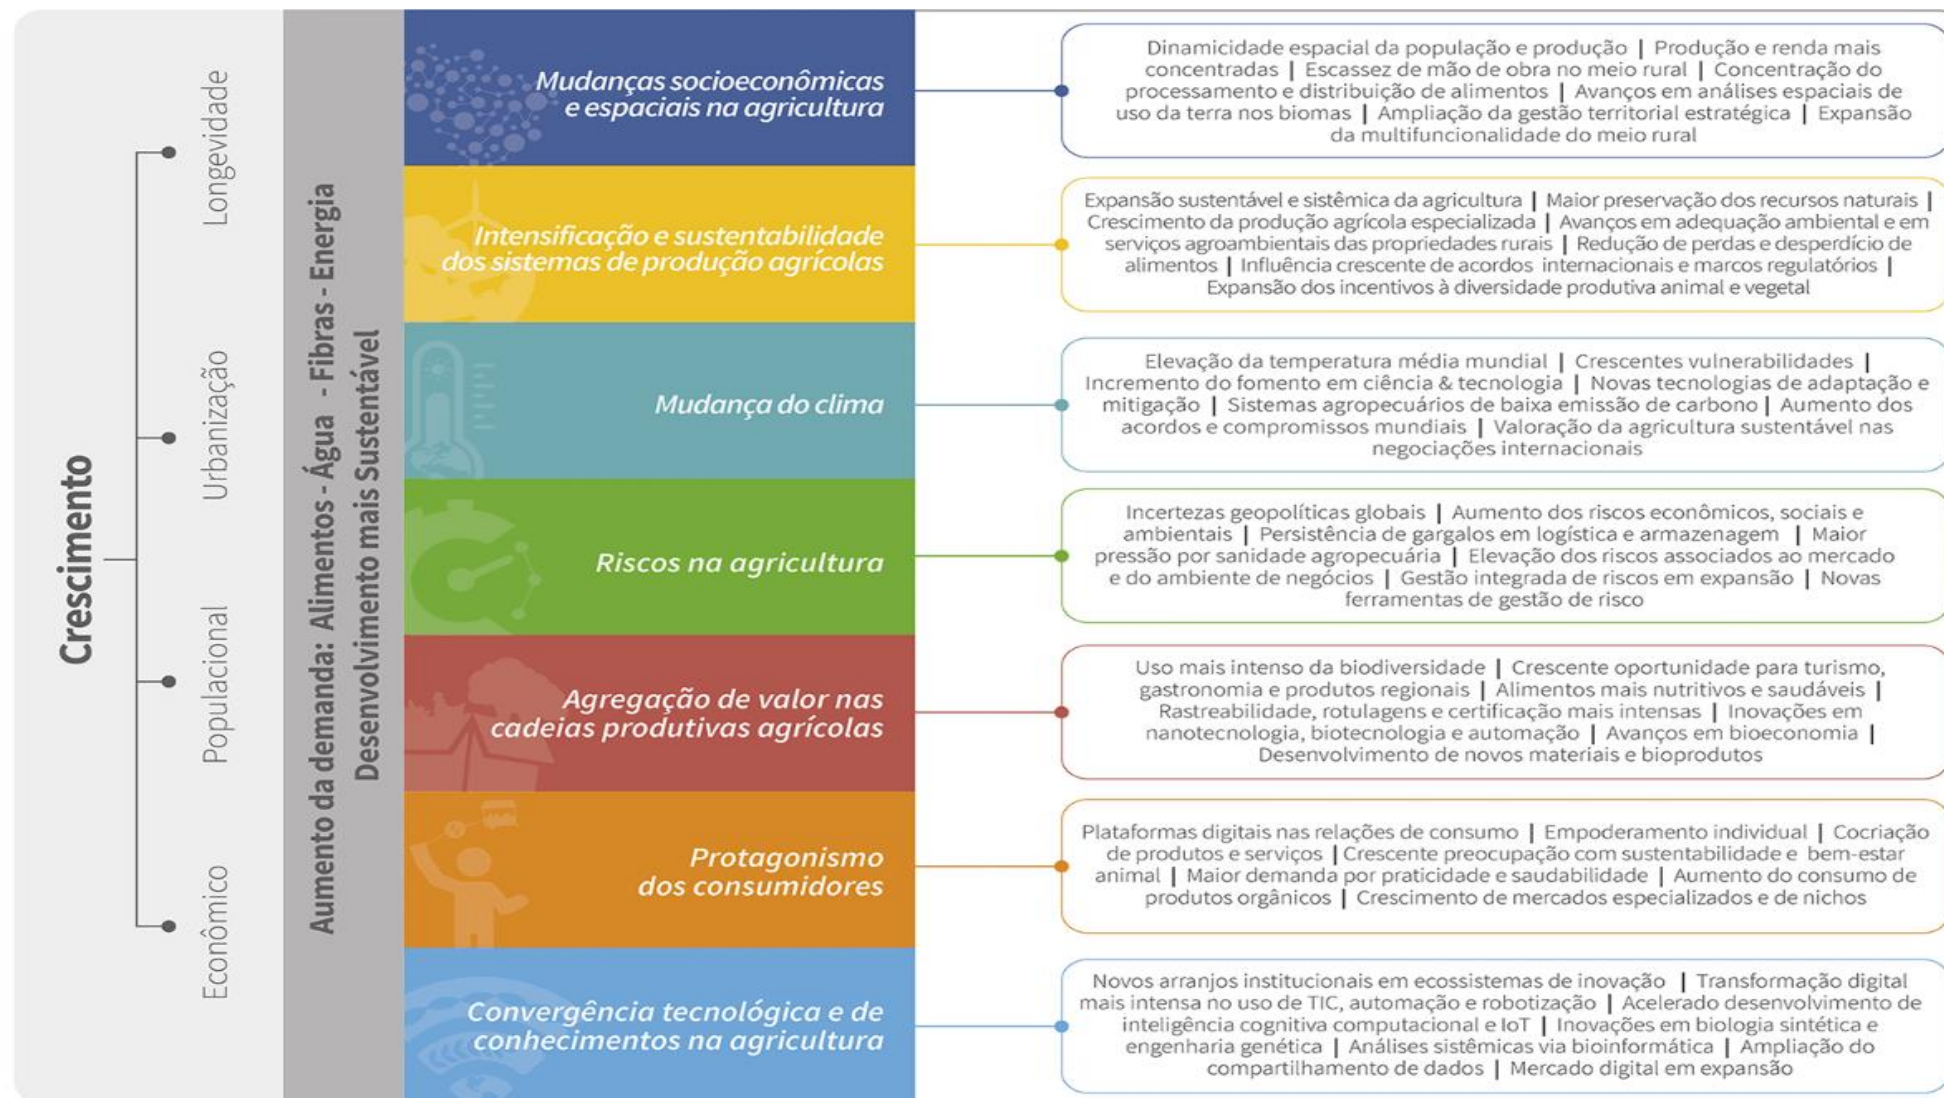 Crescimento
Longevidade
Urbanização
Populacional
Econômico
Aumento da demanda: Alimentos - Água - Fibras - Energia
Desenvolvimento mais Sustentável
Mudanças socioeconômicas
e espaciais na agricultura
Dinamicidade espacial da população e produção | Produção e renda mais
concentradas | Escassez de mão de obra no meio rural | Concentração do
processamento e distribuição de alimentos | Avanços em análises espaciais de
uso da terra nos biomas | Ampliação da gestão territorial estratégica | Expansão
da multifuncionalidade do meio rural
Intensificação e sustentabilidade
dos sistemas de produção agrícolas
Expansão sustentável e sistêmica da agricultura | Maior preservação dos recursos naturais |
Crescimento da produção agrícola especializada | Avanços em adequação ambiental e em
serviços agroambientais das propriedades rurais | Redução de perdas e desperdício de
alimentos | Influência crescente de acordos internacionais e marcos regulatórios |
Expansão dos incentivos à diversidade produtiva animal e vegetal
Mudança do clima
Elevação da temperatura média mundial | Crescentes vulnerabilidades |
Incremento do fomento em ciência & tecnologia | Novas tecnologias de adaptação e
mitigação | Sistemas agropecuários de baixa emissão de carbono | Aumento dos
acordos e compromissos mundiais | Valoração da agricultura sustentável nas
negociações internacionais
Riscos na agricultura
Incertezas geopolíticas globais | Aumento dos riscos econômicos, sociais e
ambientais | Persistência de gargalos em logística e armazenagem | Maior
pressão por sanidade agropecuária | Elevação dos riscos associados ao mercado
e do ambiente de negócios | Gestão integrada de riscos em expansão | Novas
ferramentas de gestão de risco
Agregação de valor nas
cadeias produtivas agrícolas
Uso mais intenso da biodiversidade | Crescente oportunidade para turismo,
gastronomia e produtos regionais | Alimentos mais nutritivos e saudáveis |
Rastreabilidade, rotulagens e certificação mais intensas | Inovações em
nanotecnologia, biotecnologia e automação | Avanços em bioeconomia |
Desenvolvimento de novos materiais e bioprodutos
Protagonismo
dos consumidores
Plataformas digitais nas relações de consumo | Empoderamento individual | Cocriação
de produtos e serviços | Crescente preocupação com sustentabilidade e bem-estar
animal | Maior demanda por praticidade e saudabilidade | Aumento do consumo de
produtos orgânicos | Crescimento de mercados especializados e de nichos
Convergência tecnológica e de
conhecimentos na agricultura
Novos arranjos institucionais em ecossistemas de inovação | Transformação digital
mais intensa no uso de TIC, automação e robotização | Acelerado desenvolvimento de
inteligência cognitiva computacional e IoT | Inovações em biologia sintética e
engenharia genética | Análises sistêmicas via bioinformática | Ampliação do
compartilhamento de dados | Mercado digital em expansão